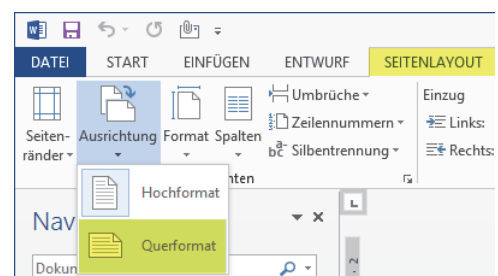 DATEI START EINFÜGEN ENTWURF SEITENLAYOUT
Seiten-
ränder
Ausrichtung
Format
Spalten
Umbrüche
Zeilennummern
Silbentrennung
Einzug
Links:
Rechts:
Hochformat
Querformat
Nav
Dokun
2